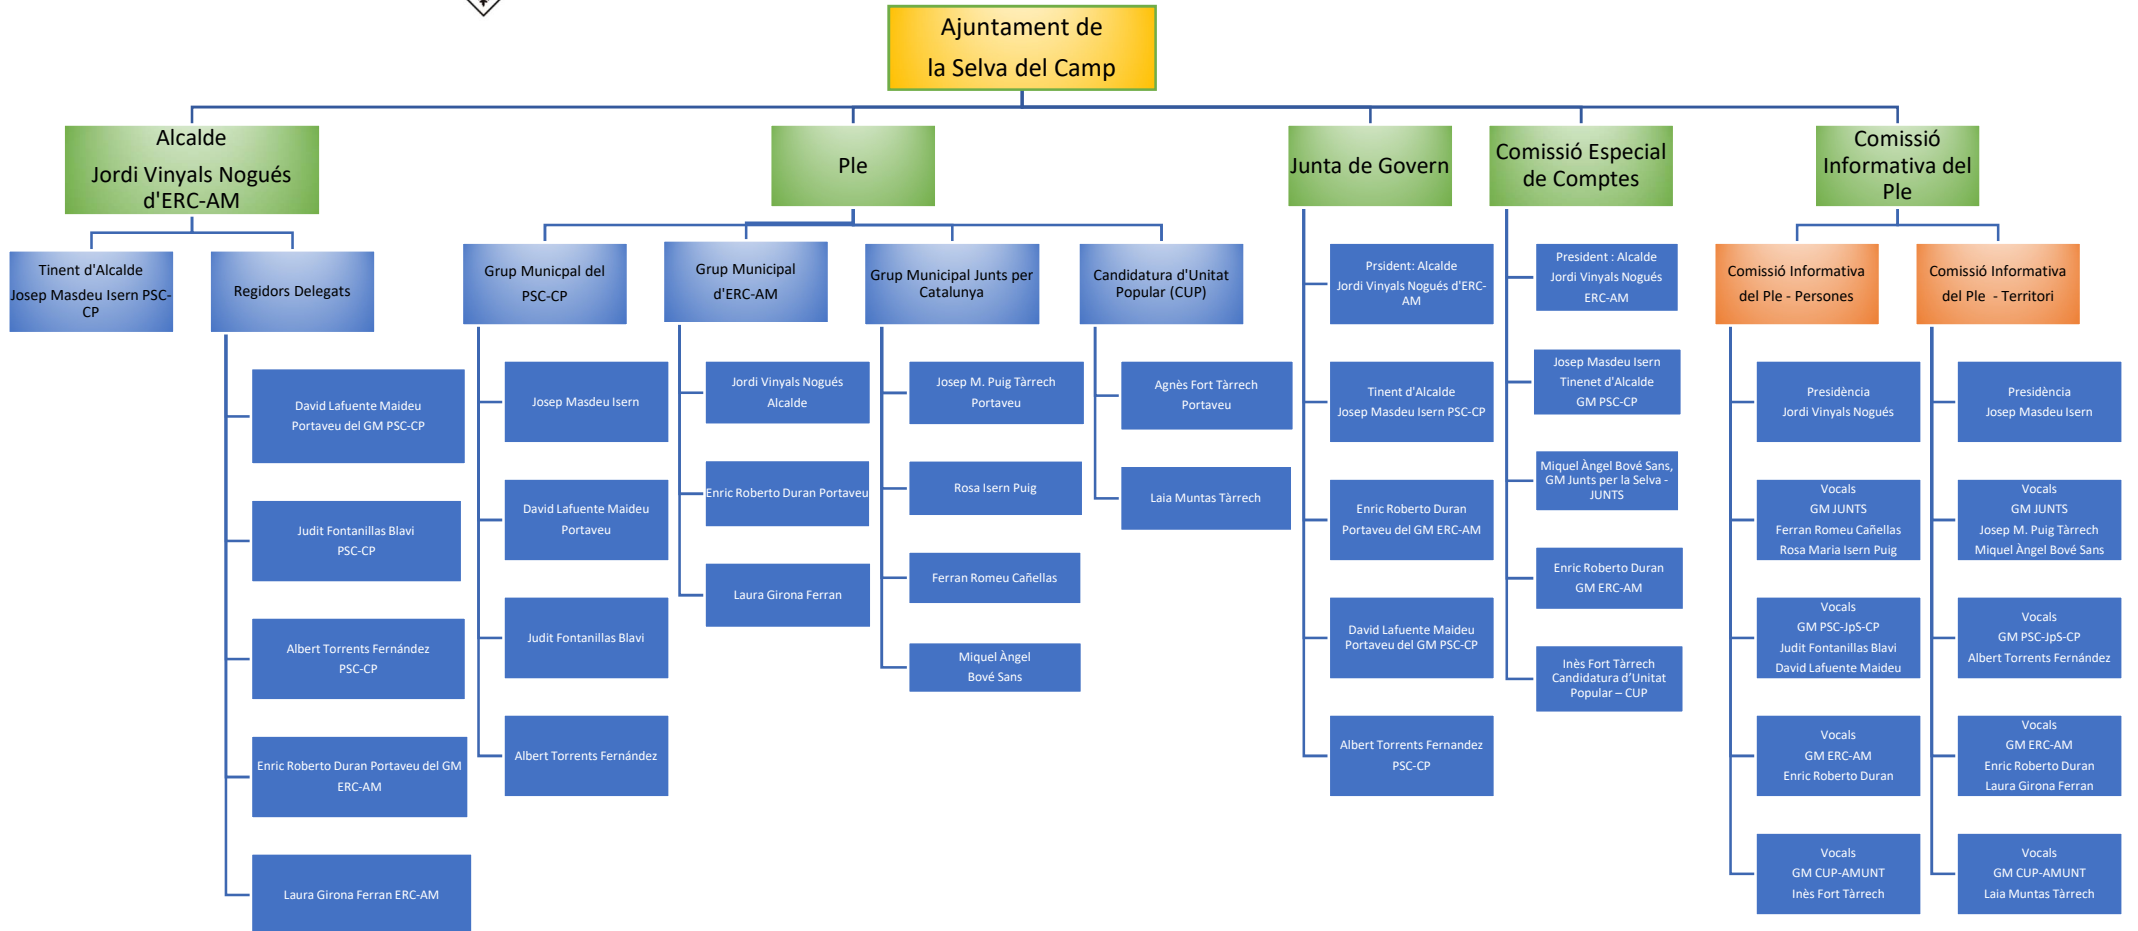 Ajuntament de
la Selva del Camp
Alcalde
Jordi Vinyals Nogués
d'ERC-AM
Tinent d'Alcalde
Josep Masdeu Isern PSC-
CP
Regidors Delegats
David Lafuente Maideu
Portaveu del GM PSC-CP
Judit Fontanillas Blavi
PSC-CP
Albert Torrents Fernández
PSC-CP
Enric Roberto Duran Portaveu del GM
ERC-AM
Laura Girona Ferran ERC-AM
Ple
Grup Municpal del
PSC-CP
Josep Masdeu Isern
David Lafuente Maideu
Portaveu
Judit Fontanillas Blavi
Albert Torrents Fernández
Grup Municipal
d'ERC-AM
Jordi Vinyals Nogués
Alcalde
Enric Roberto Duran Portaveu
Laura Girona Ferran
Grup Municipal Junts per
Catalunya
Josep M. Puig Tàrrech
Portaveu
Rosa Isern Puig
Ferran Romeu Cañellas
Miquel Àngel
Bové Sans
Candidatura d'Unitat
Popular (CUP)
Agnès Fort Tàrrech
Portaveu
Laia Muntas Tàrrech
Junta de Govern
Prsident: Alcalde
Jordi Vinyals Nogués d'ERC-
AM
Tinent d'Alcalde
Josep Masdeu Isern PSC-CP
Enric Roberto Duran
Portaveu del GM ERC-AM
David Lafuente Maideu
Portaveu del GM PSC-CP
Albert Torrents Fernandez
PSC-CP
Comissió Especial
de Comptes
President : Alcalde
Jordi Vinyals Nogués
ERC-AM
Josep Masdeu Isern
Tinenet d'Alcalde
GM PSC-CP
Miquel Àngel Bové Sans,
GM Junts per la Selva -
JUNTS
Enric Roberto Duran
GM ERC-AM
Inès Fort Tàrrech
Candidatura d'Unitat
Popular – CUP
Comissió
Informativa del
Ple
Comissió Informativa
del Ple - Persones
Presidència
Jordi Vinyals Nogués
Vocals
GM JUNTS
Ferran Romeu Cañellas
Rosa Maria Isern Puig
Vocals
GM PSC-JpS-CP
Judit Fontanillas Blavi
David Lafuente Maideu
Vocals
GM ERC-AM
Enric Roberto Duran
Vocals
GM CUP-AMUNT
Inès Fort Tàrrech
Comissió Informativa
del Ple - Territori
Presidència
Josep Masdeu Isern
Vocals
GM JUNTS
Josep M. Puig Tàrrech
Miquel Àngel Bové Sans
Vocals
GM PSC-JpS-CP
Albert Torrents Fernández
Vocals
GM ERC-AM
Enric Roberto Duran
Laura Girona Ferran
Vocals
GM CUP-AMUNT
Laia Muntas Tàrrech